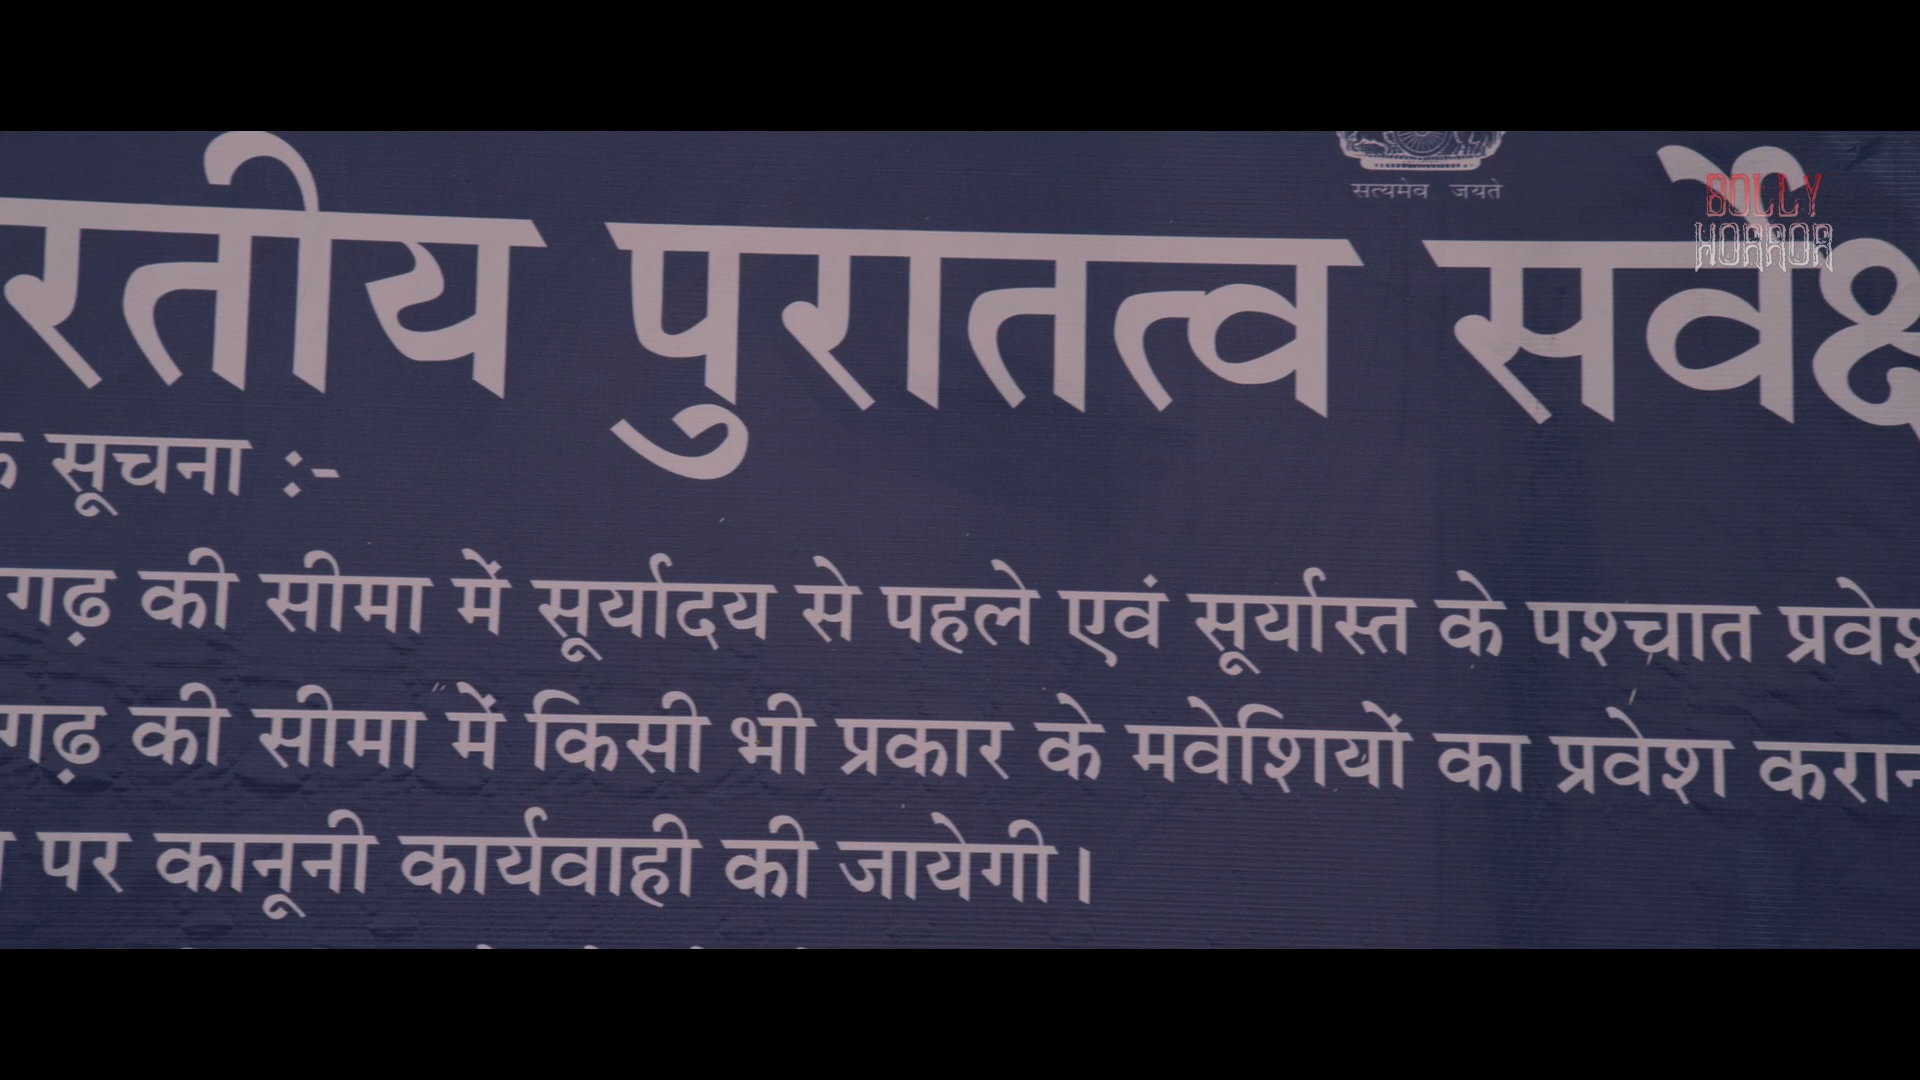 सत्यमेव जयते
BOLLY
HORROR
रतीय पुरातत्व सर्वेक्ष
सूचना :-
गढ़ की सीमा में सूर्यादय से पहले एवं सूर्यास्त के पश्चात प्रवेश
गढ़ की सीमा में किसी भी प्रकार के मवेशियों का प्रवेश करान
पर कानूनी कार्यवाही की जायेगी।